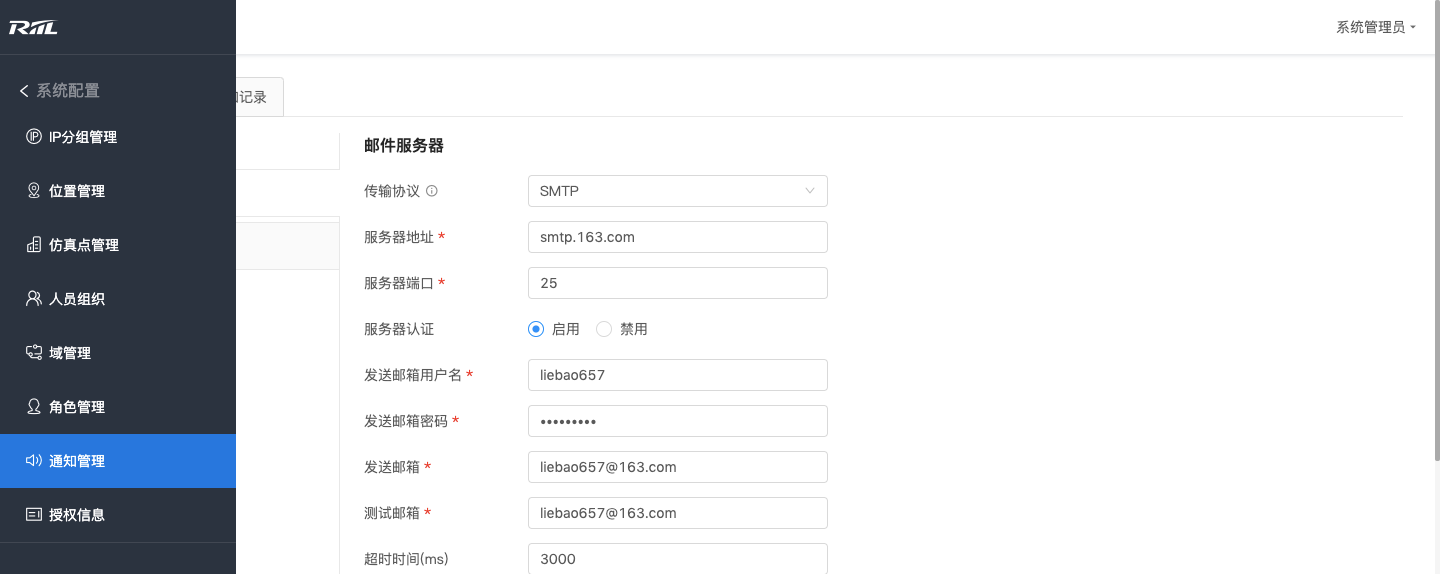 RIIL
系统管理员
系统配置
IP分组管理
位置管理
仿真点管理
人员组织
域管理
角色管理
通知管理
授权信息
记录
邮件服务器
传输协议 SMTP
服务器地址 * smtp.163.com
服务器端口 * 25
服务器认证 启用 禁用
发送邮箱用户名 * liebao657
发送邮箱密码 * •••••••••
发送邮箱 * liebao657@163.com
测试邮箱 * liebao657@163.com
超时时间(ms) 3000